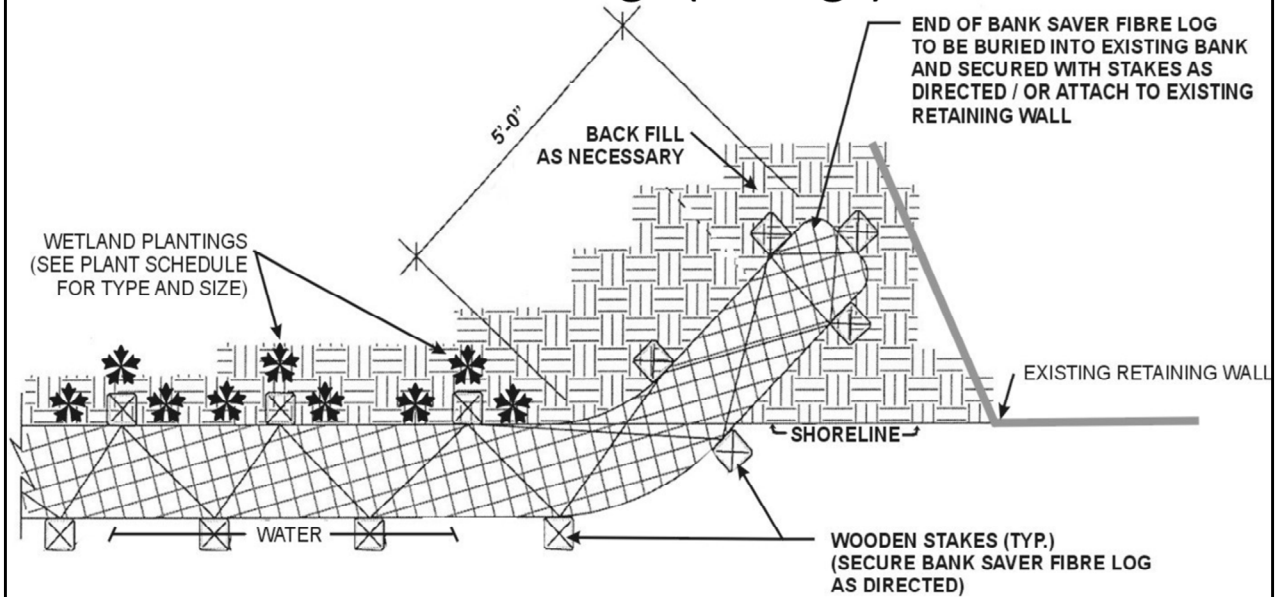 END OF BANK SAVER FIBRE LOG
TO BE BURIED INTO EXISTING BANK
AND SECURED WITH STAKES AS
DIRECTED / OR ATTACH TO EXISTING
RETAINING WALL
5'-0"
BACK FILL
AS NECESSARY
WETLAND PLANTINGS
(SEE PLANT SCHEDULE
FOR TYPE AND SIZE)
EXISTING RETAINING WALL
SHORELINE
WATER
WOODEN STAKES (TYP.)
(SECURE BANK SAVER FIBRE LOG
AS DIRECTED)